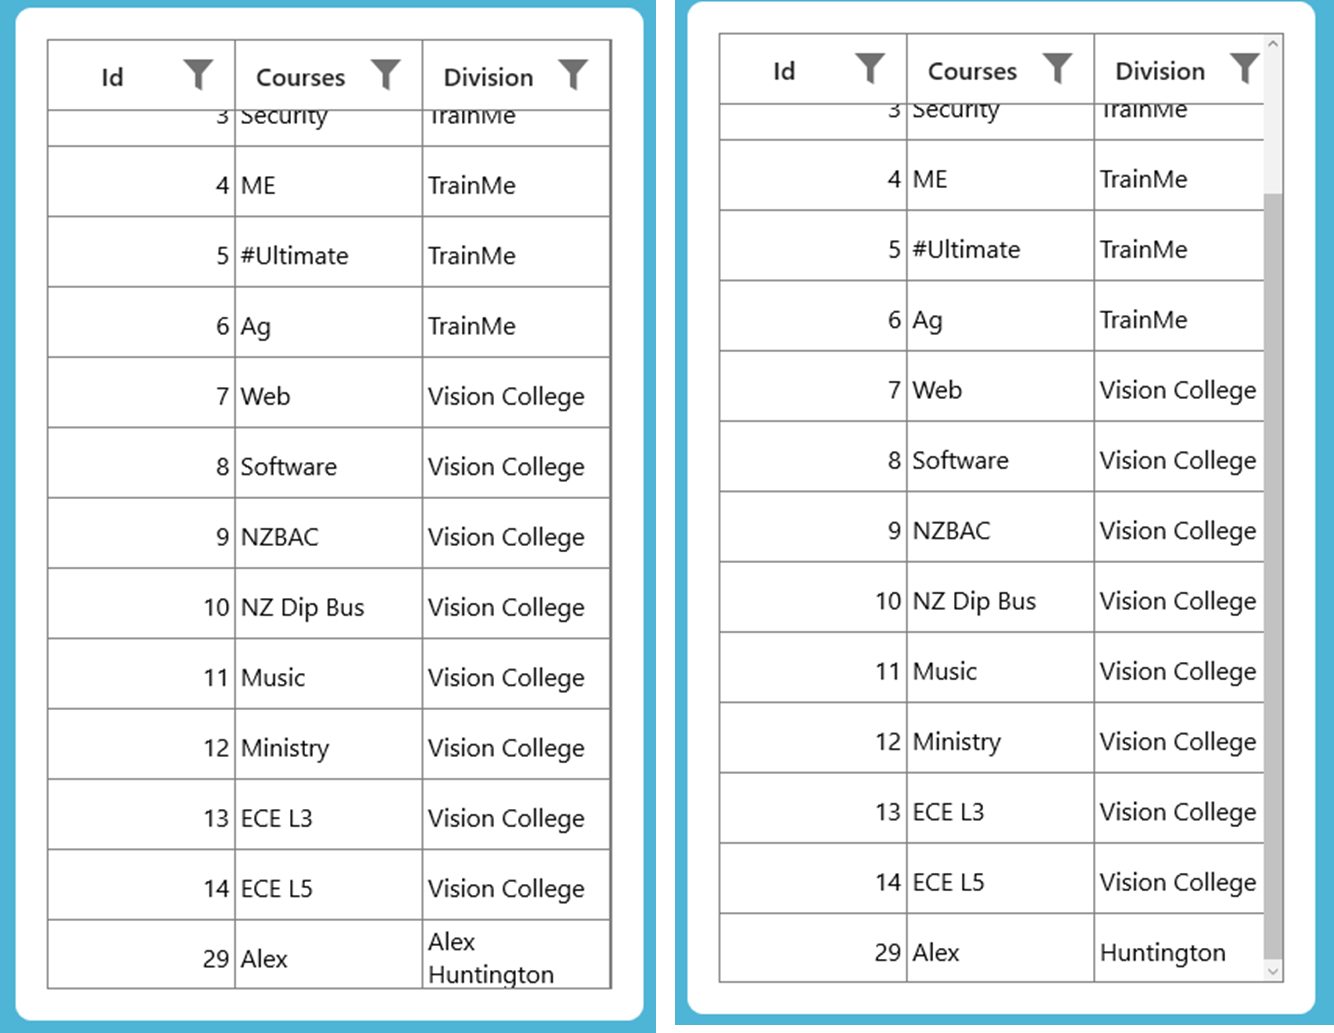 Id Courses Division
3 Security TrainMe
4 ME TrainMe
5 #Ultimate TrainMe
6 Ag TrainMe
7 Web Vision College
8 Software Vision College
9 NZBAC Vision College
10 NZ Dip Bus Vision College
11 Music Vision College
12 Ministry Vision College
13 ECE L3 Vision College
14 ECE L5 Vision College
29 Alex Alex
Huntington
Id Courses Division
3 Security TrainMe
4 ME TrainMe
5 #Ultimate TrainMe
6 Ag TrainMe
7 Web Vision College
8 Software Vision College
9 NZBAC Vision College
10 NZ Dip Bus Vision College
11 Music Vision College
12 Ministry Vision College
13 ECE L3 Vision College
14 ECE L5 Vision College
29 Alex Huntington